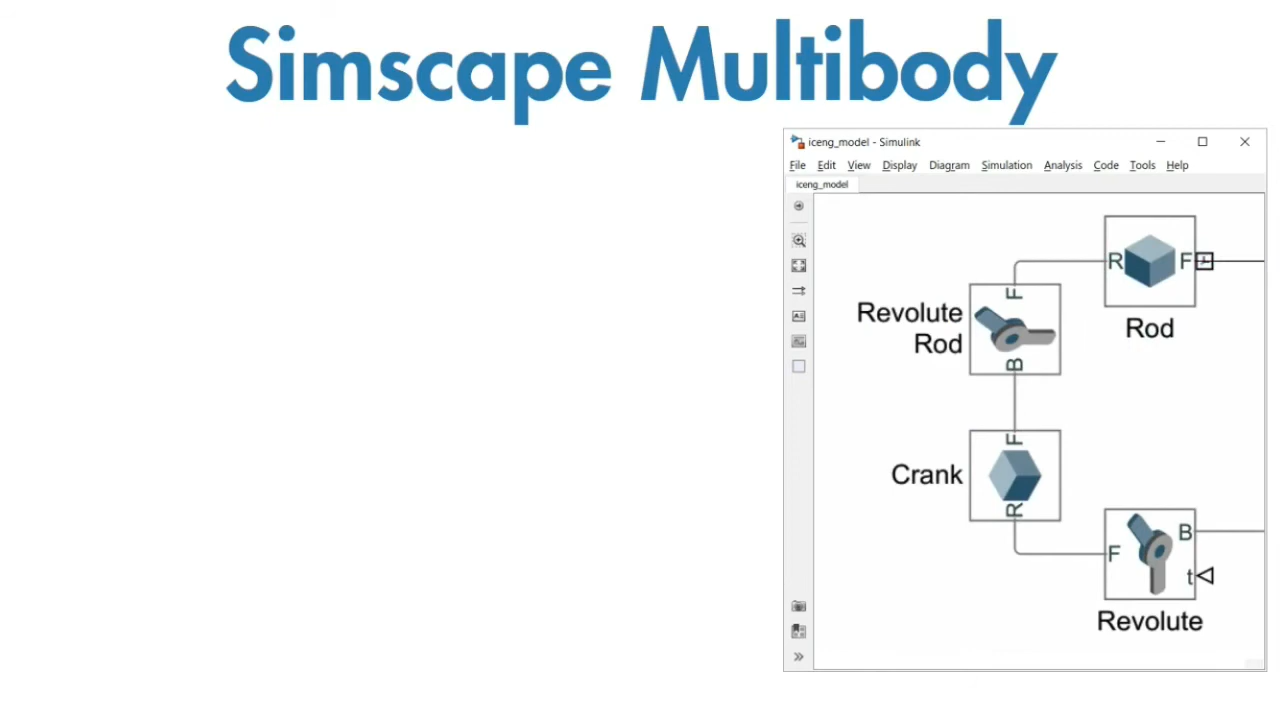 Simscape Multibody
iceng_model - Simulink
File Edit View Display Diagram Simulation Analysis Code Tools Help
iceng_model
R F
Rod
F
Revolute
Rod
B
F
Crank
R
B
F
t
Revolute